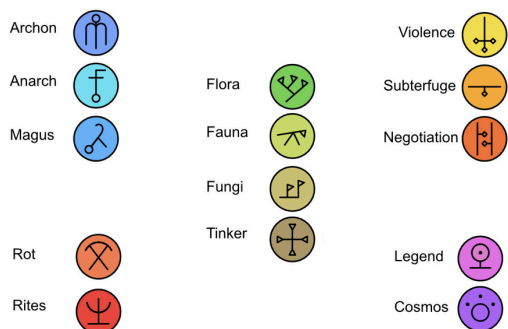 Archon
Anarch
Magus
Rot
Rites
Flora
Fauna
Fungi
Tinker
Violence
Subterfuge
Negotiation
Legend
Cosmos